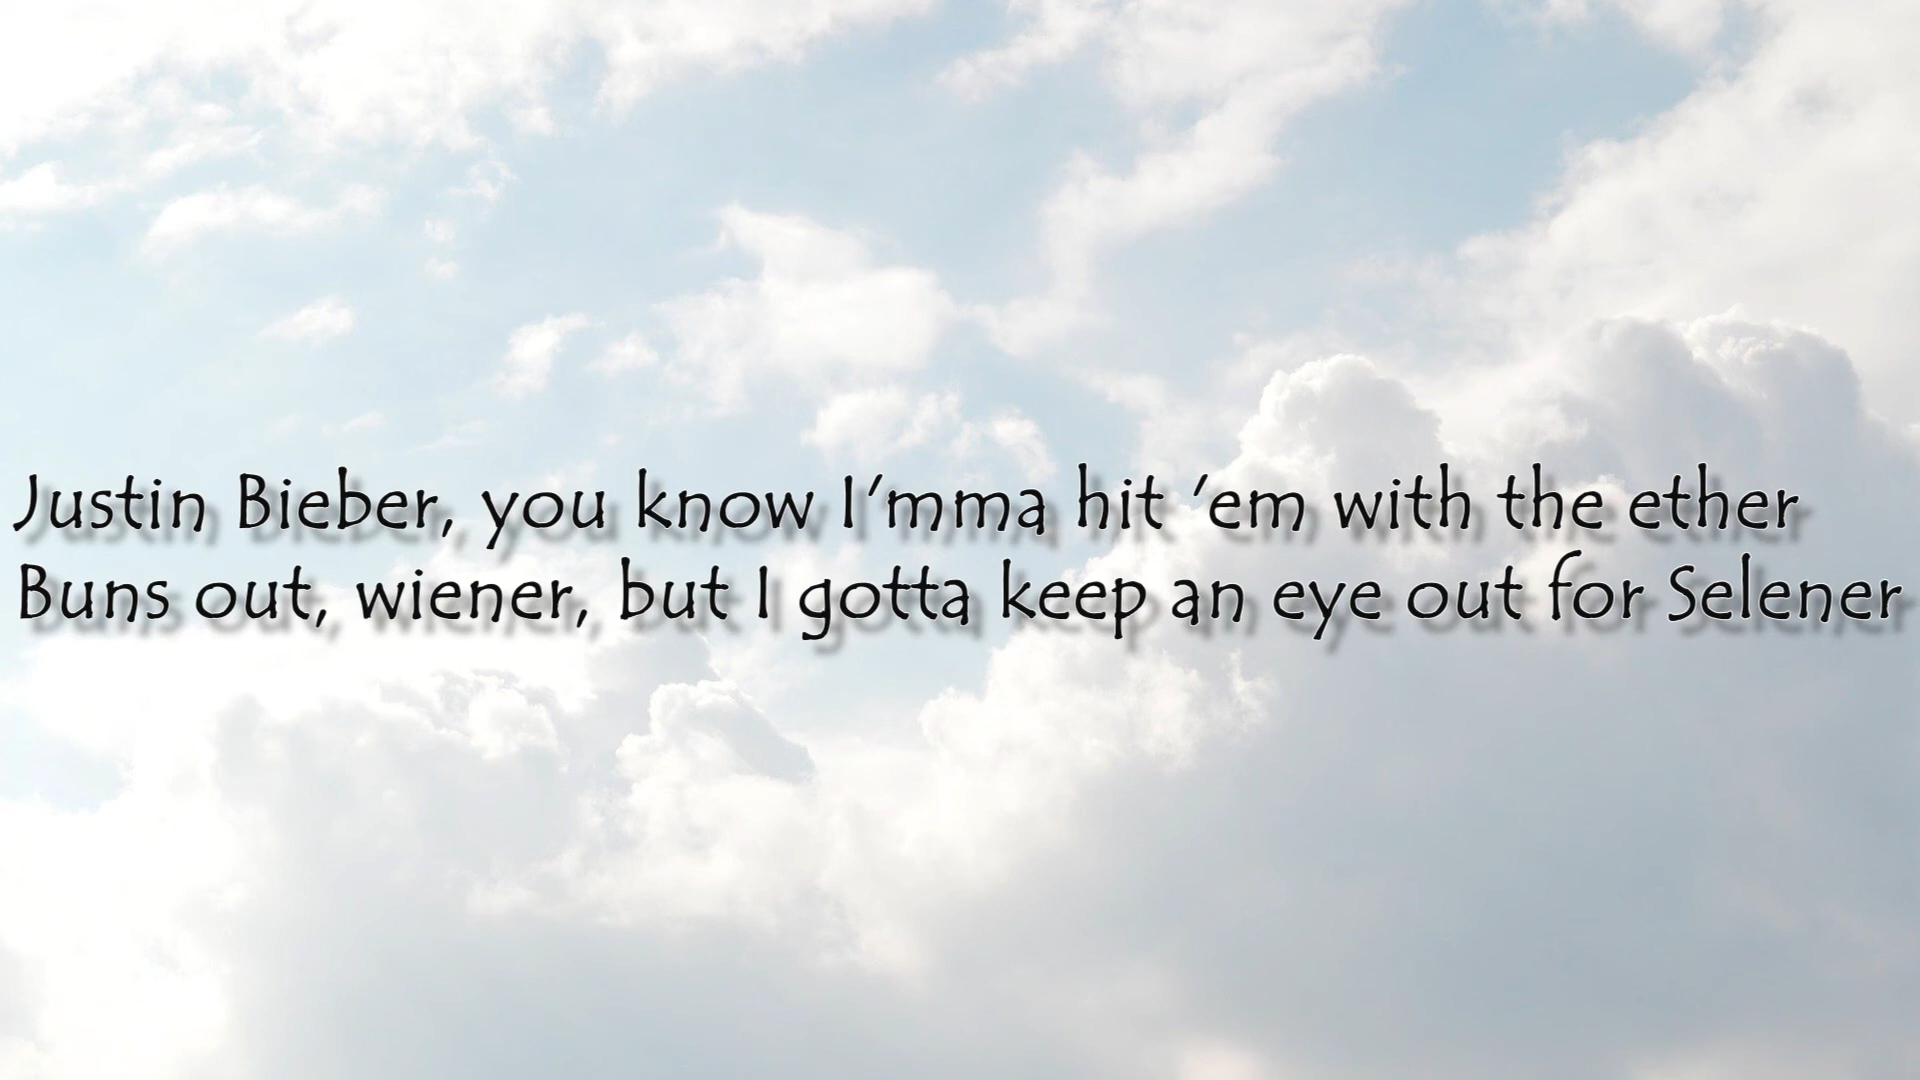 Justin Bieber, you know I'mma hit 'em with the ether
Buns out, wiener, but I gotta keep an eye out for Selener